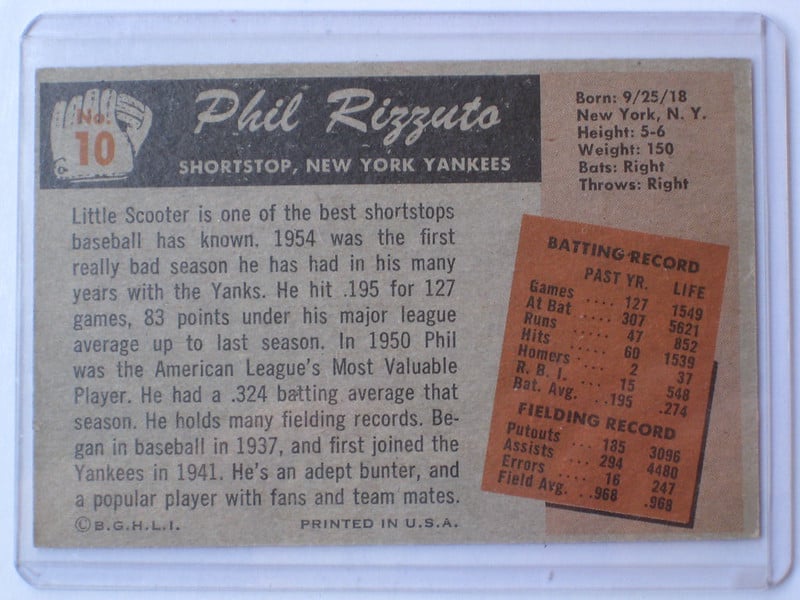 No. 10
Phil Rizzuto
SHORTSTOP, NEW YORK YANKEES
Born: 9/25/18
New York, N. Y.
Height: 5-6
Weight: 150
Bats: Right
Throws: Right
Little Scooter is one of the best shortstops
baseball has known. 1954 was the first
really bad season he has had in his many
years with the Yanks. He hit .195 for 127
games, 83 points under his major league
average up to last season. In 1950 Phil
was the American League's Most Valuable
Player. He had a .324 batting average that
season. He holds many fielding records. Be-
gan in baseball in 1937, and first joined the
Yankees in 1941. He's an adept bunter, and
a popular player with fans and team mates.
©B.G.H.L.I. PRINTED IN U.S.A.
BATTING RECORD
PAST YR. LIFE
Games .... 127 1549
At Bat .... 307 5621
Runs .... 47 852
Hits .... 60 1539
Homers .... 2 37
R. B. I. .... 15 548
Bat. Avg. .. .195 .274
FIELDING RECORD
Putouts ... 185 3096
Assists ... 294 4480
Errors .... 16 247
Field Avg. .. .968 .968